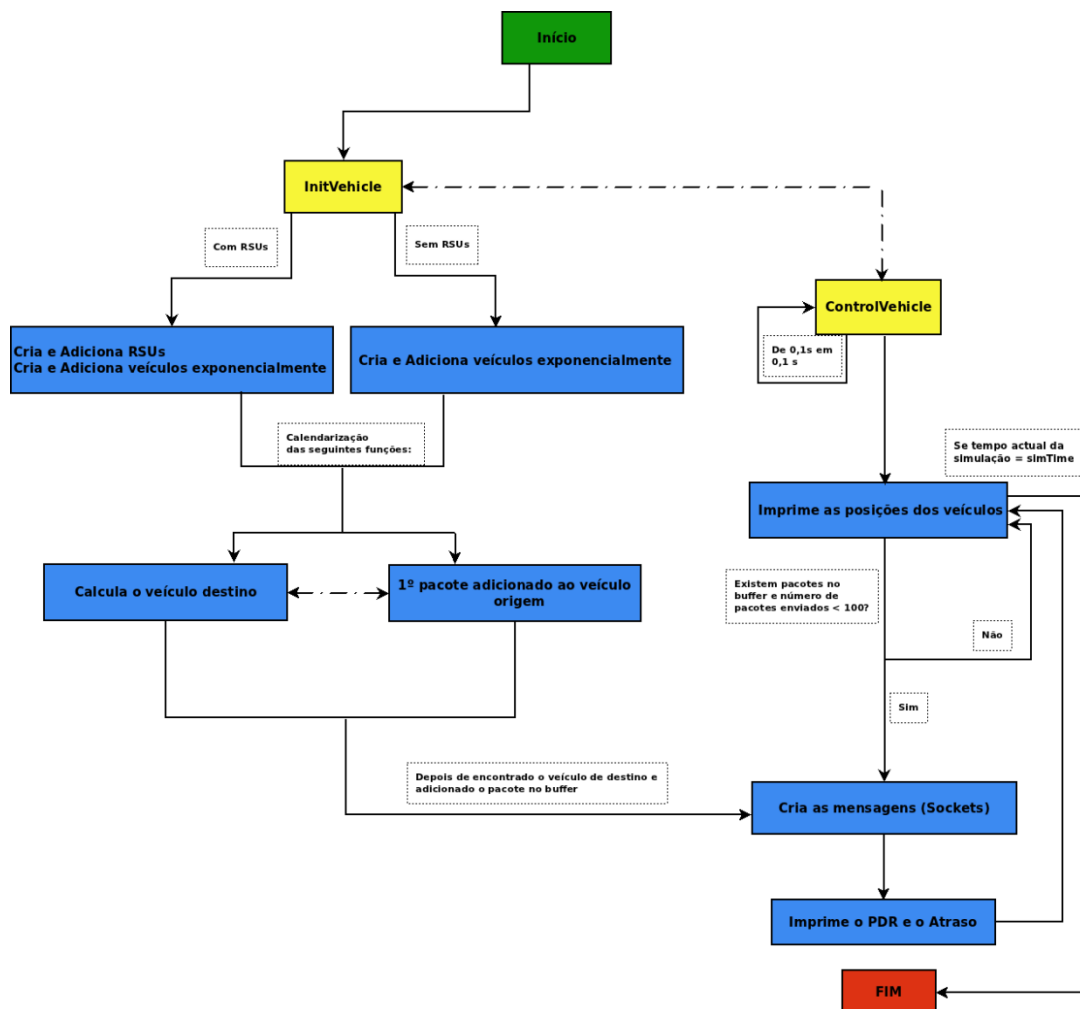 Início
InitVehicle
Com RSUs
Sem RSUs
ControlVehicle
De 0,1s em
0,1 s
Cria e Adiciona RSUs
Cria e Adiciona veículos exponencialmente
Cria e Adiciona veículos exponencialmente
Calendarização
das seguintes funções:
Se tempo actual da
simulação = simTime
Imprime as posições dos veículos
Calcula o veículo destino
1º pacote adicionado ao veículo
origem
Existem pacotes no
buffer e número de
pacotes enviados < 100?
Não
Sim
Depois de encontrado o veículo de destino e
adicionado o pacote no buffer
Cria as mensagens (Sockets)
Imprime o PDR e o Atraso
FIM